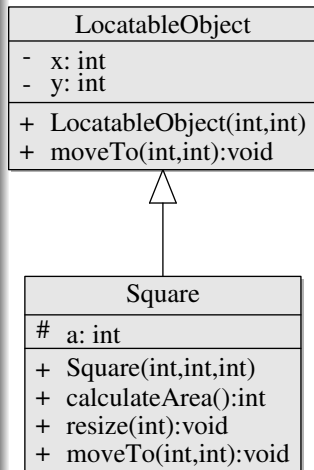 LocatableObject
- x: int
- y: int
+ LocatableObject(int,int)
+ moveTo(int,int):void
Square
# a: int
+ Square(int,int,int)
+ calculateArea():int
+ resize(int):void
+ moveTo(int,int):void